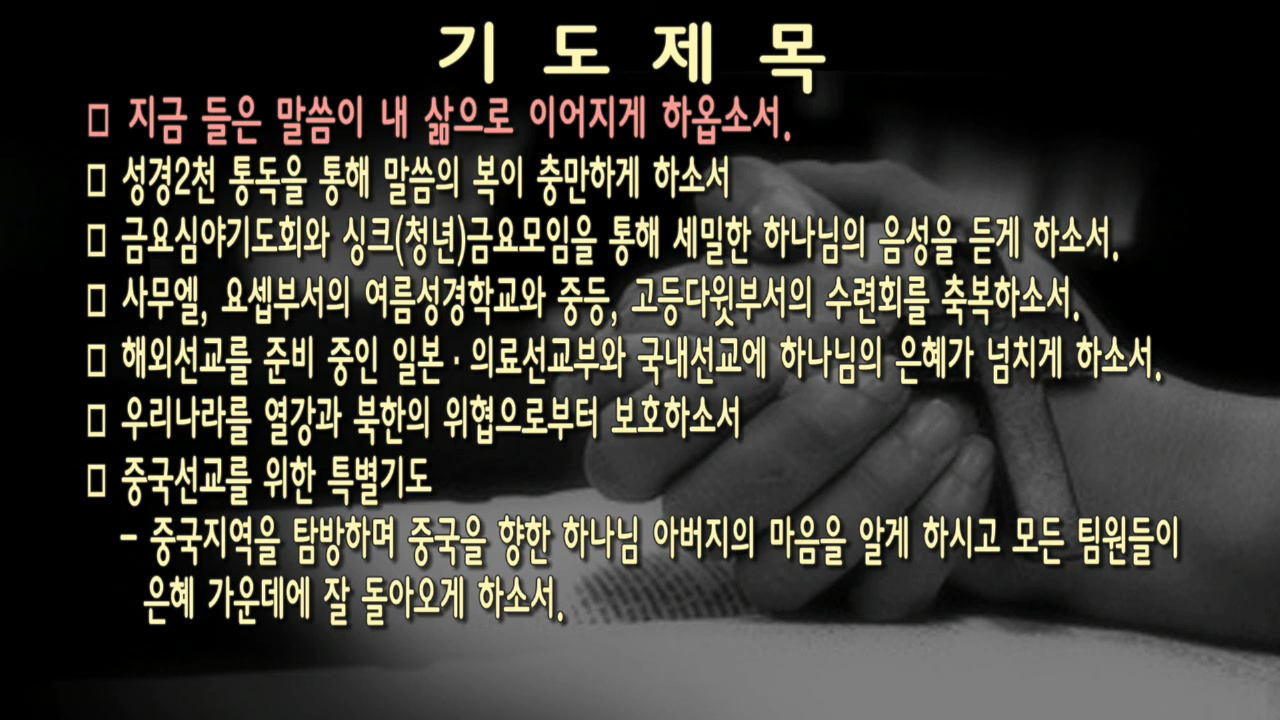 기 도 제 목
□ 지금 들은 말씀이 내 삶으로 이어지게 하옵소서.
□ 성경2천 통독을 통해 말씀의 복이 충만하게 하소서
□ 금요심야기도회와 싱크(청년)금요모임을 통해 세밀한 하나님의 음성을 듣게 하소서.
□ 사무엘, 요셉부서의 여름성경학교와 중등, 고등다윗부서의 수련회를 축복하소서.
□ 해외선교를 준비 중인 일본·의료선교부와 국내선교에 하나님의 은혜가 넘치게 하소서.
□ 우리나라를 열강과 북한의 위협으로부터 보호하소서
□ 중국선교를 위한 특별기도
- 중국지역을 탐방하며 중국을 향한 하나님 아버지의 마음을 알게 하시고 모든 팀원들이
은혜 가운데에 잘 돌아오게 하소서.